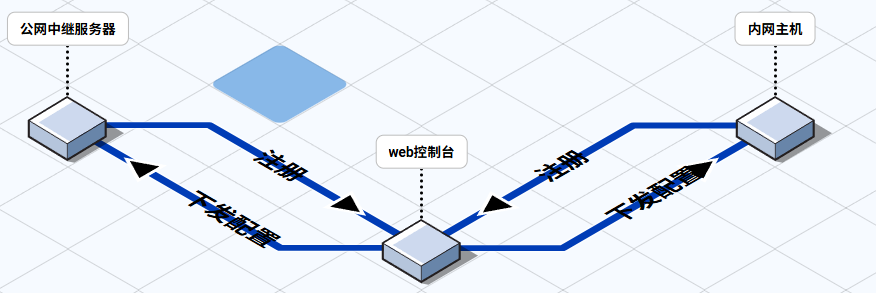 公网中继服务器
内网主机
web控制台
注册
注册
下发配置
下发配置